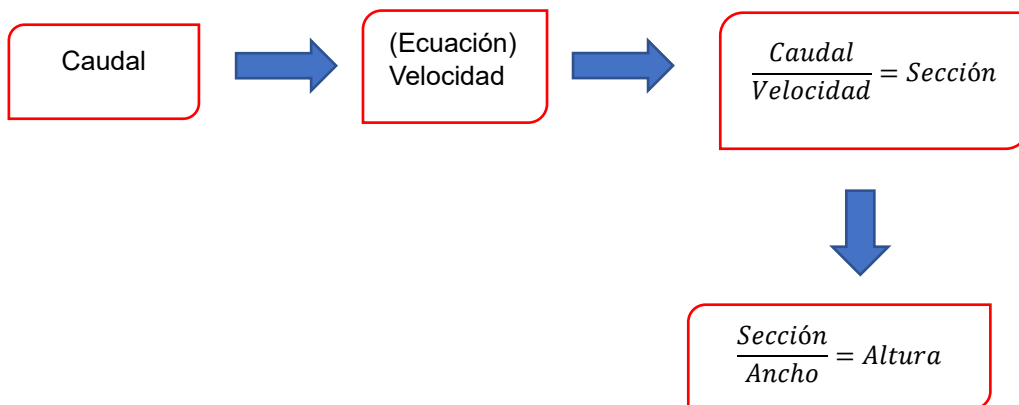 Caudal
(Ecuación)
Velocidad
Caudal
Velocidad = Sección
Sección
Ancho = Altura